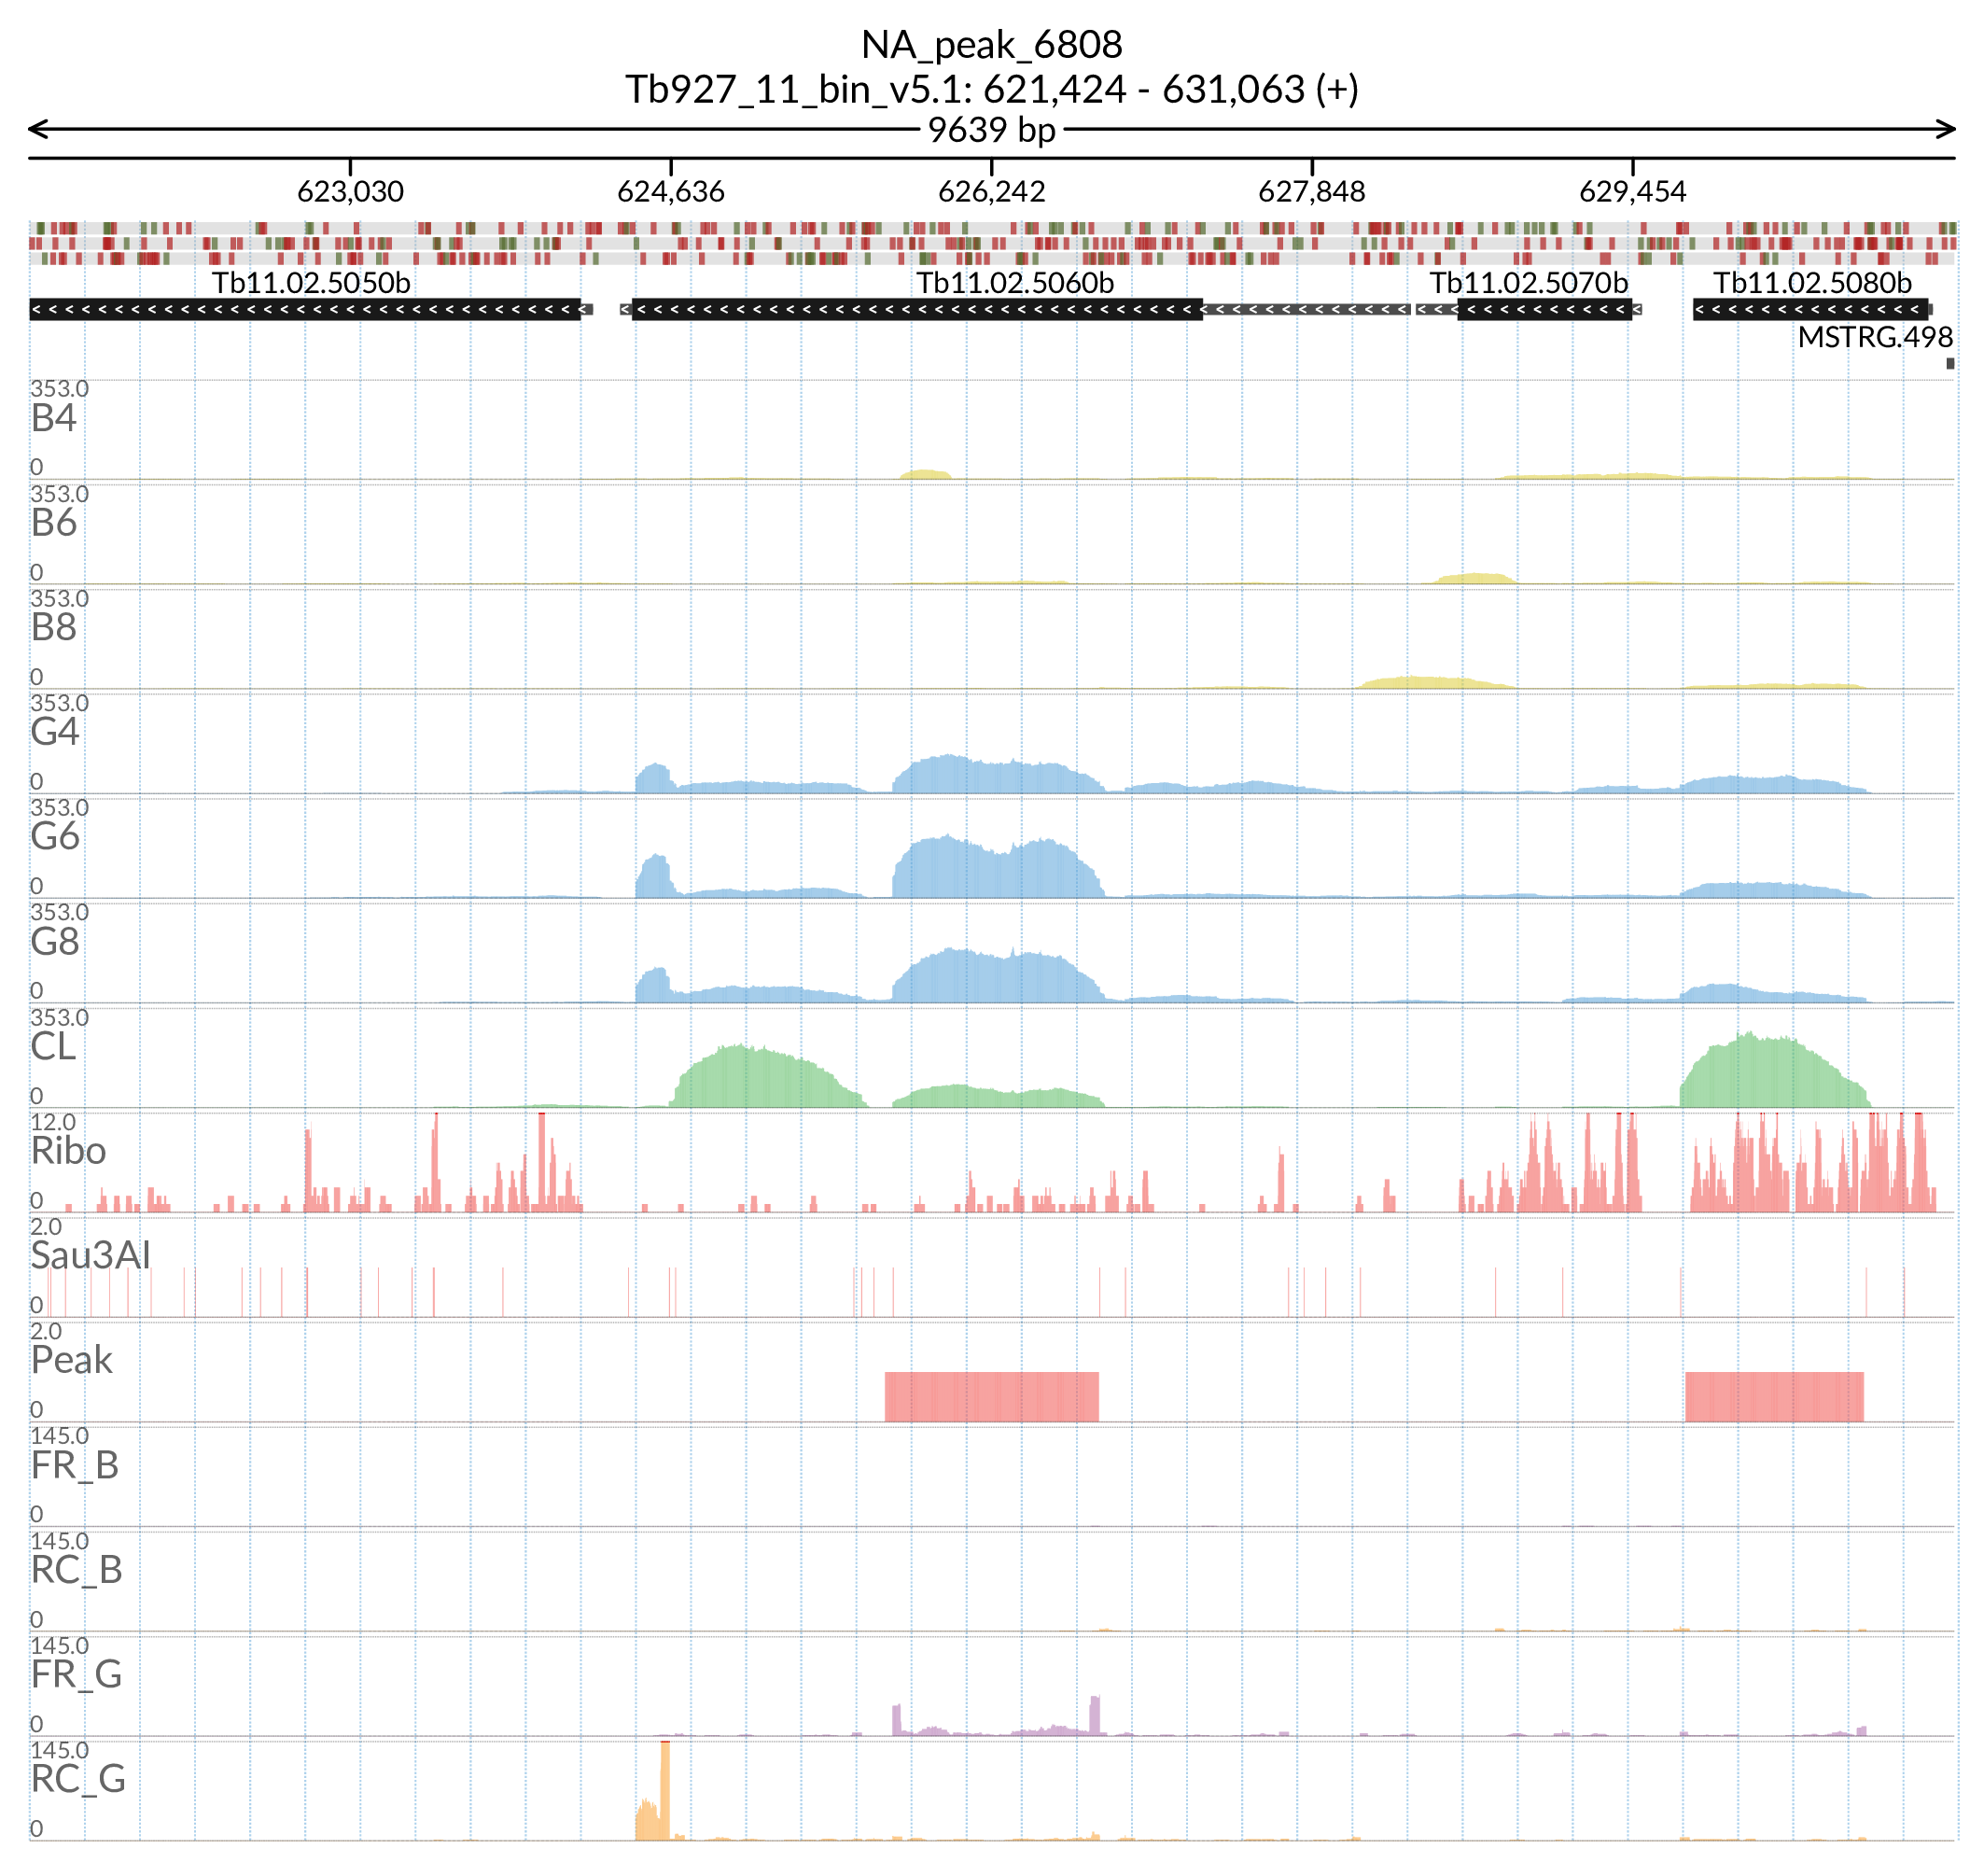 NA_peak_6808
Tb927_11_bin_v5.1: 621,424 - 631,063 (+)
9639 bp
623,030 624,636 626,242 627,848 629,454
Tb11.02.5050b Tb11.02.5060b Tb11.02.5070b Tb11.02.5080b
MSTRG.498
353.0
B4
0
353.0
B6
0
353.0
B8
0
353.0
G4
0
353.0
G6
0
353.0
G8
0
353.0
CL
0
12.0
Ribo
0
2.0
Sau3AI
0
2.0
Peak
0
145.0
FR_B
0
145.0
RC_B
0
145.0
FR_G
0
145.0
RC_G
0